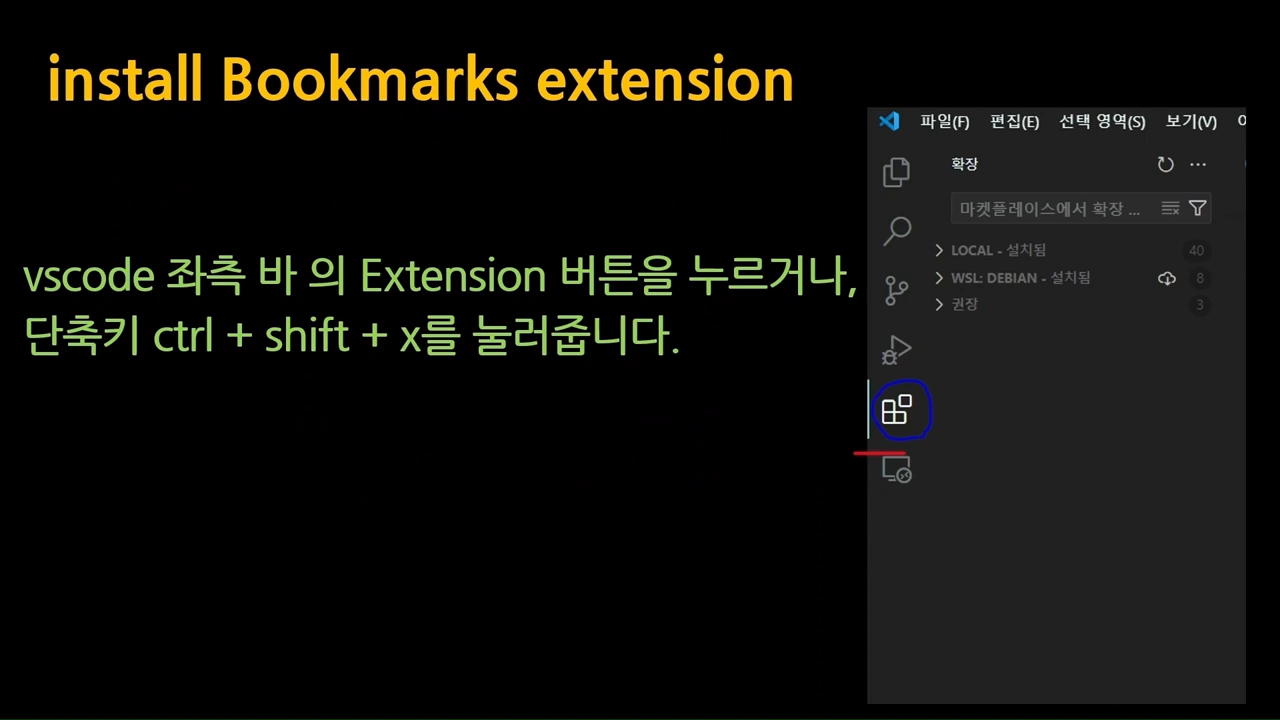 install Bookmarks extension
파일(F) 편집(E) 선택 영역(S) 보기(V)
확장
마켓플레이스에서 확장 ...
vscode 좌측 바 의 Extension 버튼을 누르거나,
단축키 ctrl + shift + x를 눌러줍니다.
LOCAL - 설치됨 40
WSL: DEBIAN - 설치됨 8
권장 3